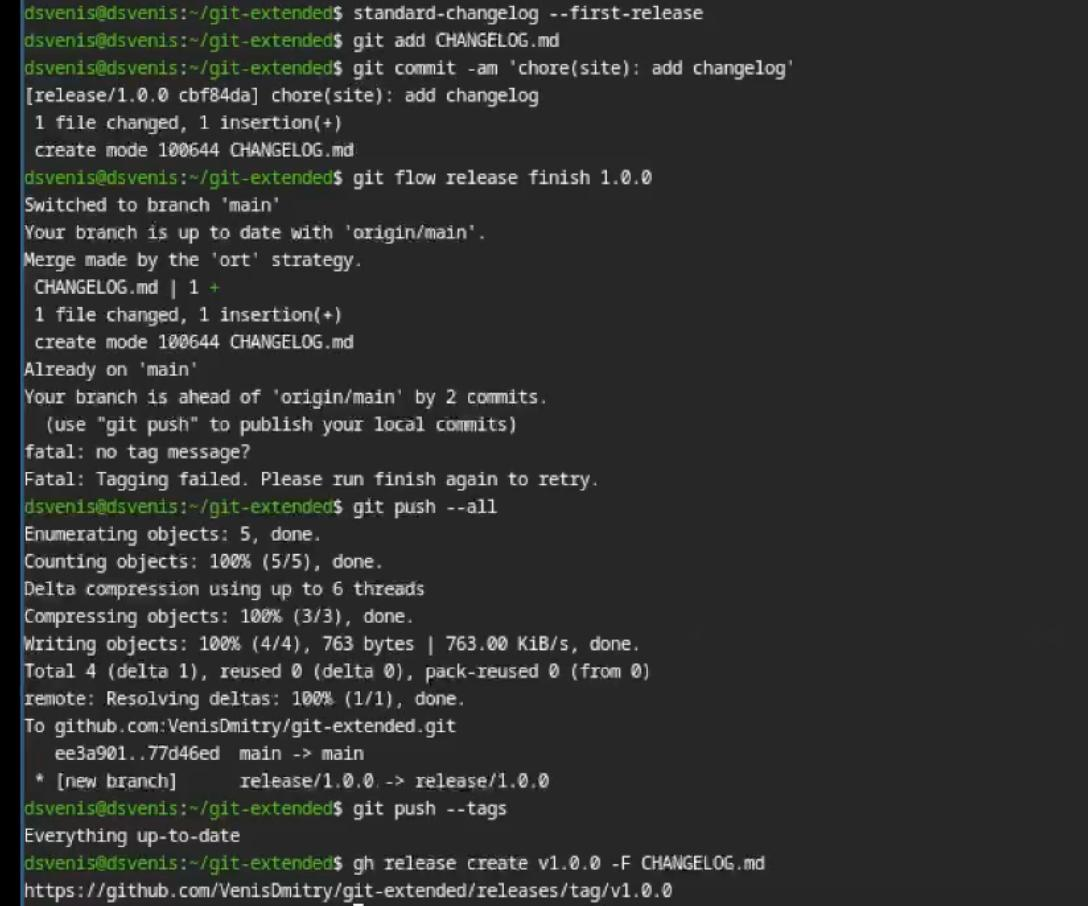 dsvenis@dsvenis:~/git-extended$ standard-changelog --first-release
dsvenis@dsvenis:~/git-extended$ git add CHANGELOG.md
dsvenis@dsvenis:~/git-extended$ git commit -am 'chore(site): add changelog'
[release/1.0.0 cbf84da] chore(site): add changelog
 1 file changed, 1 insertion(+)
 create mode 100644 CHANGELOG.md
dsvenis@dsvenis:~/git-extended$ git flow release finish 1.0.0
Switched to branch 'main'
Your branch is up to date with 'origin/main'.
Merge made by the 'ort' strategy.
 CHANGELOG.md | 1 +
 1 file changed, 1 insertion(+)
 create mode 100644 CHANGELOG.md
Already on 'main'
Your branch is ahead of 'origin/main' by 2 commits.
  (use "git push" to publish your local commits)
fatal: no tag message?
Fatal: Tagging failed. Please run finish again to retry.
dsvenis@dsvenis:~/git-extended$ git push --all
Enumerating objects: 5, done.
Counting objects: 100% (5/5), done.
Delta compression using up to 6 threads
Compressing objects: 100% (3/3), done.
Writing objects: 100% (4/4), 763 bytes | 763.00 KiB/s, done.
Total 4 (delta 1), reused 0 (delta 0), pack-reused 0 (from 0)
remote: Resolving deltas: 100% (1/1), done.
To github.com:VenisDmitry/git-extended.git
   ee3a901..77d46ed  main -> main
 * [new branch]      release/1.0.0 -> release/1.0.0
dsvenis@dsvenis:~/git-extended$ git push --tags
Everything up-to-date
dsvenis@dsvenis:~/git-extended$ gh release create v1.0.0 -F CHANGELOG.md
https://github.com/VenisDmitry/git-extended/releases/tag/v1.0.0